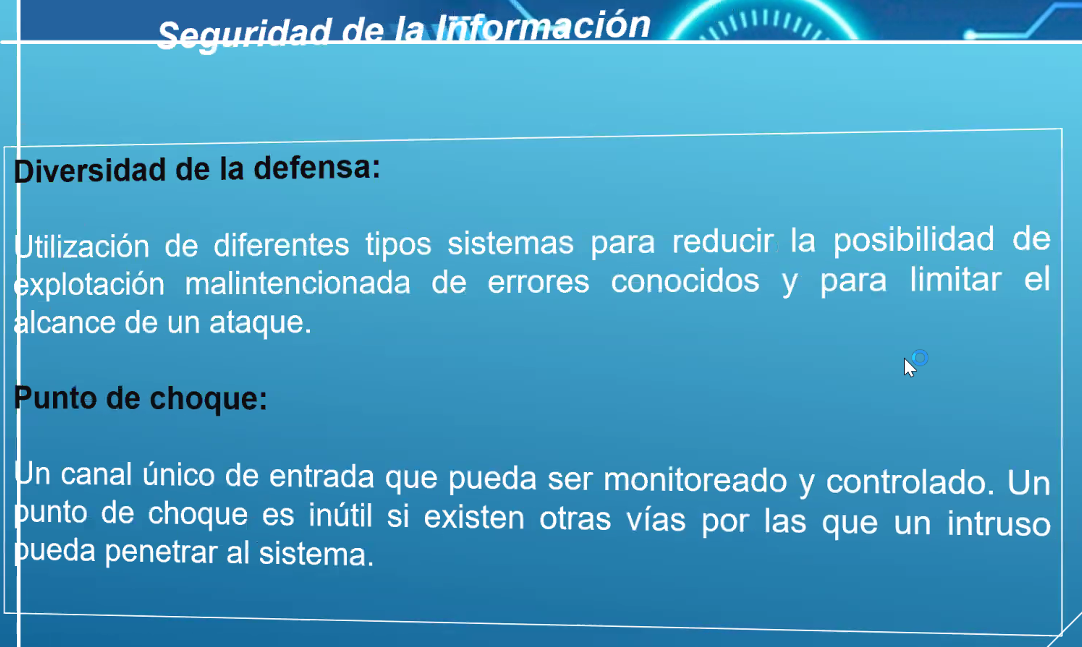 Seguridad de la Información
Diversidad de la defensa:
Utilización de diferentes tipos sistemas para reducir la posibilidad de
explotación malintencionada de errores conocidos y para limitar el
alcance de un ataque.
Punto de choque:
Un canal único de entrada que pueda ser monitoreado y controlado. Un
punto de choque es inútil si existen otras vías por las que un intruso
pueda penetrar al sistema.